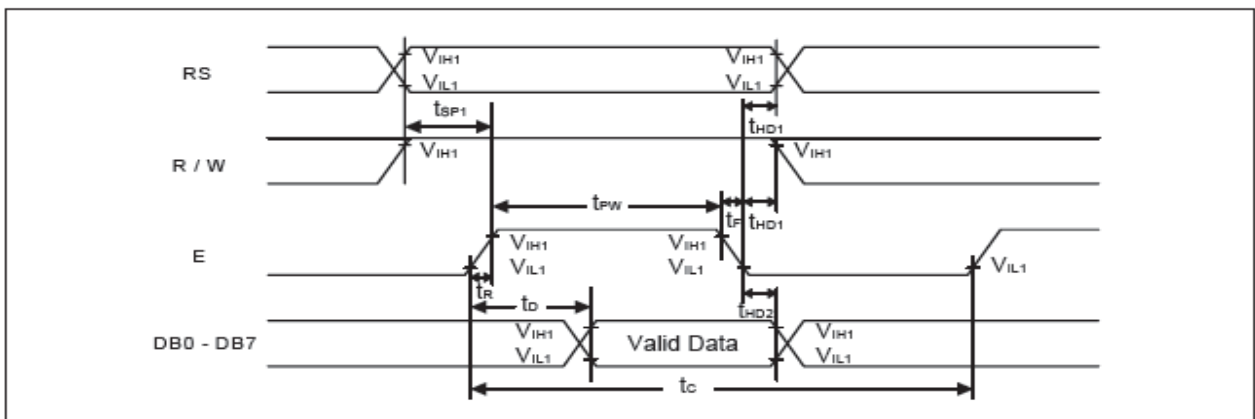 RS
VIH1 VIH1
VIL1 VIL1
tSP1 tHD1
R / W VIH1 VIH1
tPW tF tHD1
E VIH1 VIH1
VIL1 VIL1 VIL1
tR tD tHD2
DB0 - DB7 VIH1 Valid Data VIH1
VIL1 VIL1
tC